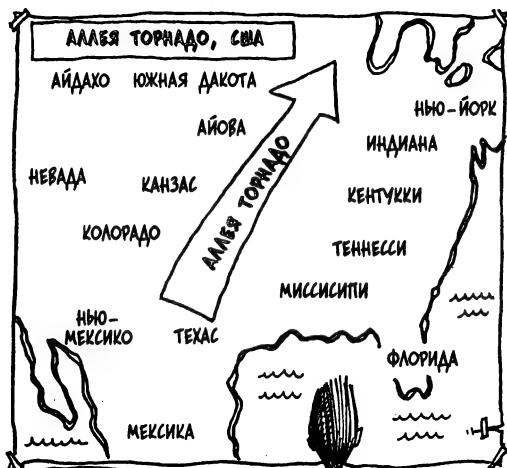 АЛЛЕЯ ТОРНАДО, США
АЙДАХО ЮЖНАЯ ДАКОТА
НЬЮ-ЙОРК
АЙОВА
ИНДИАНА
НЕВАДА
КАНЗАС
АЛЛЕЯ ТОРНАДО
КЕНТУККИ
КОЛОРАДО
ТЕННЕССИ
МИССИСИПИ
НЬЮ-
МЕКСИКО
ТЕХАС
ФЛОРИДА
МЕКСИКА